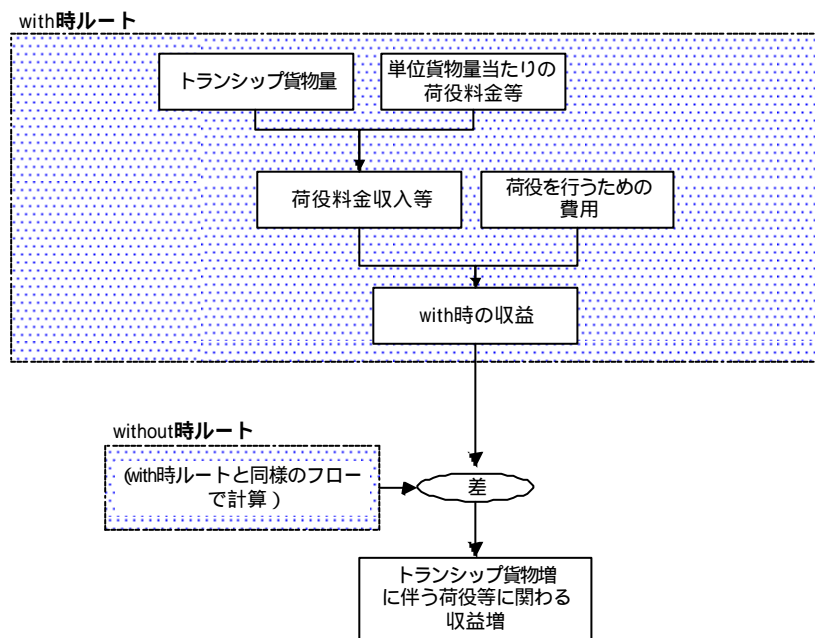 with時ルート
トランシップ貨物量
単位貨物量当たりの
荷役料金等
荷役料金収入等
荷役を行うための
費用
with時の収益
without時ルート
(with時ルートと同様のフロー
で計算）
差
トランシップ貨物増
に伴う荷役等に関わる
収益増